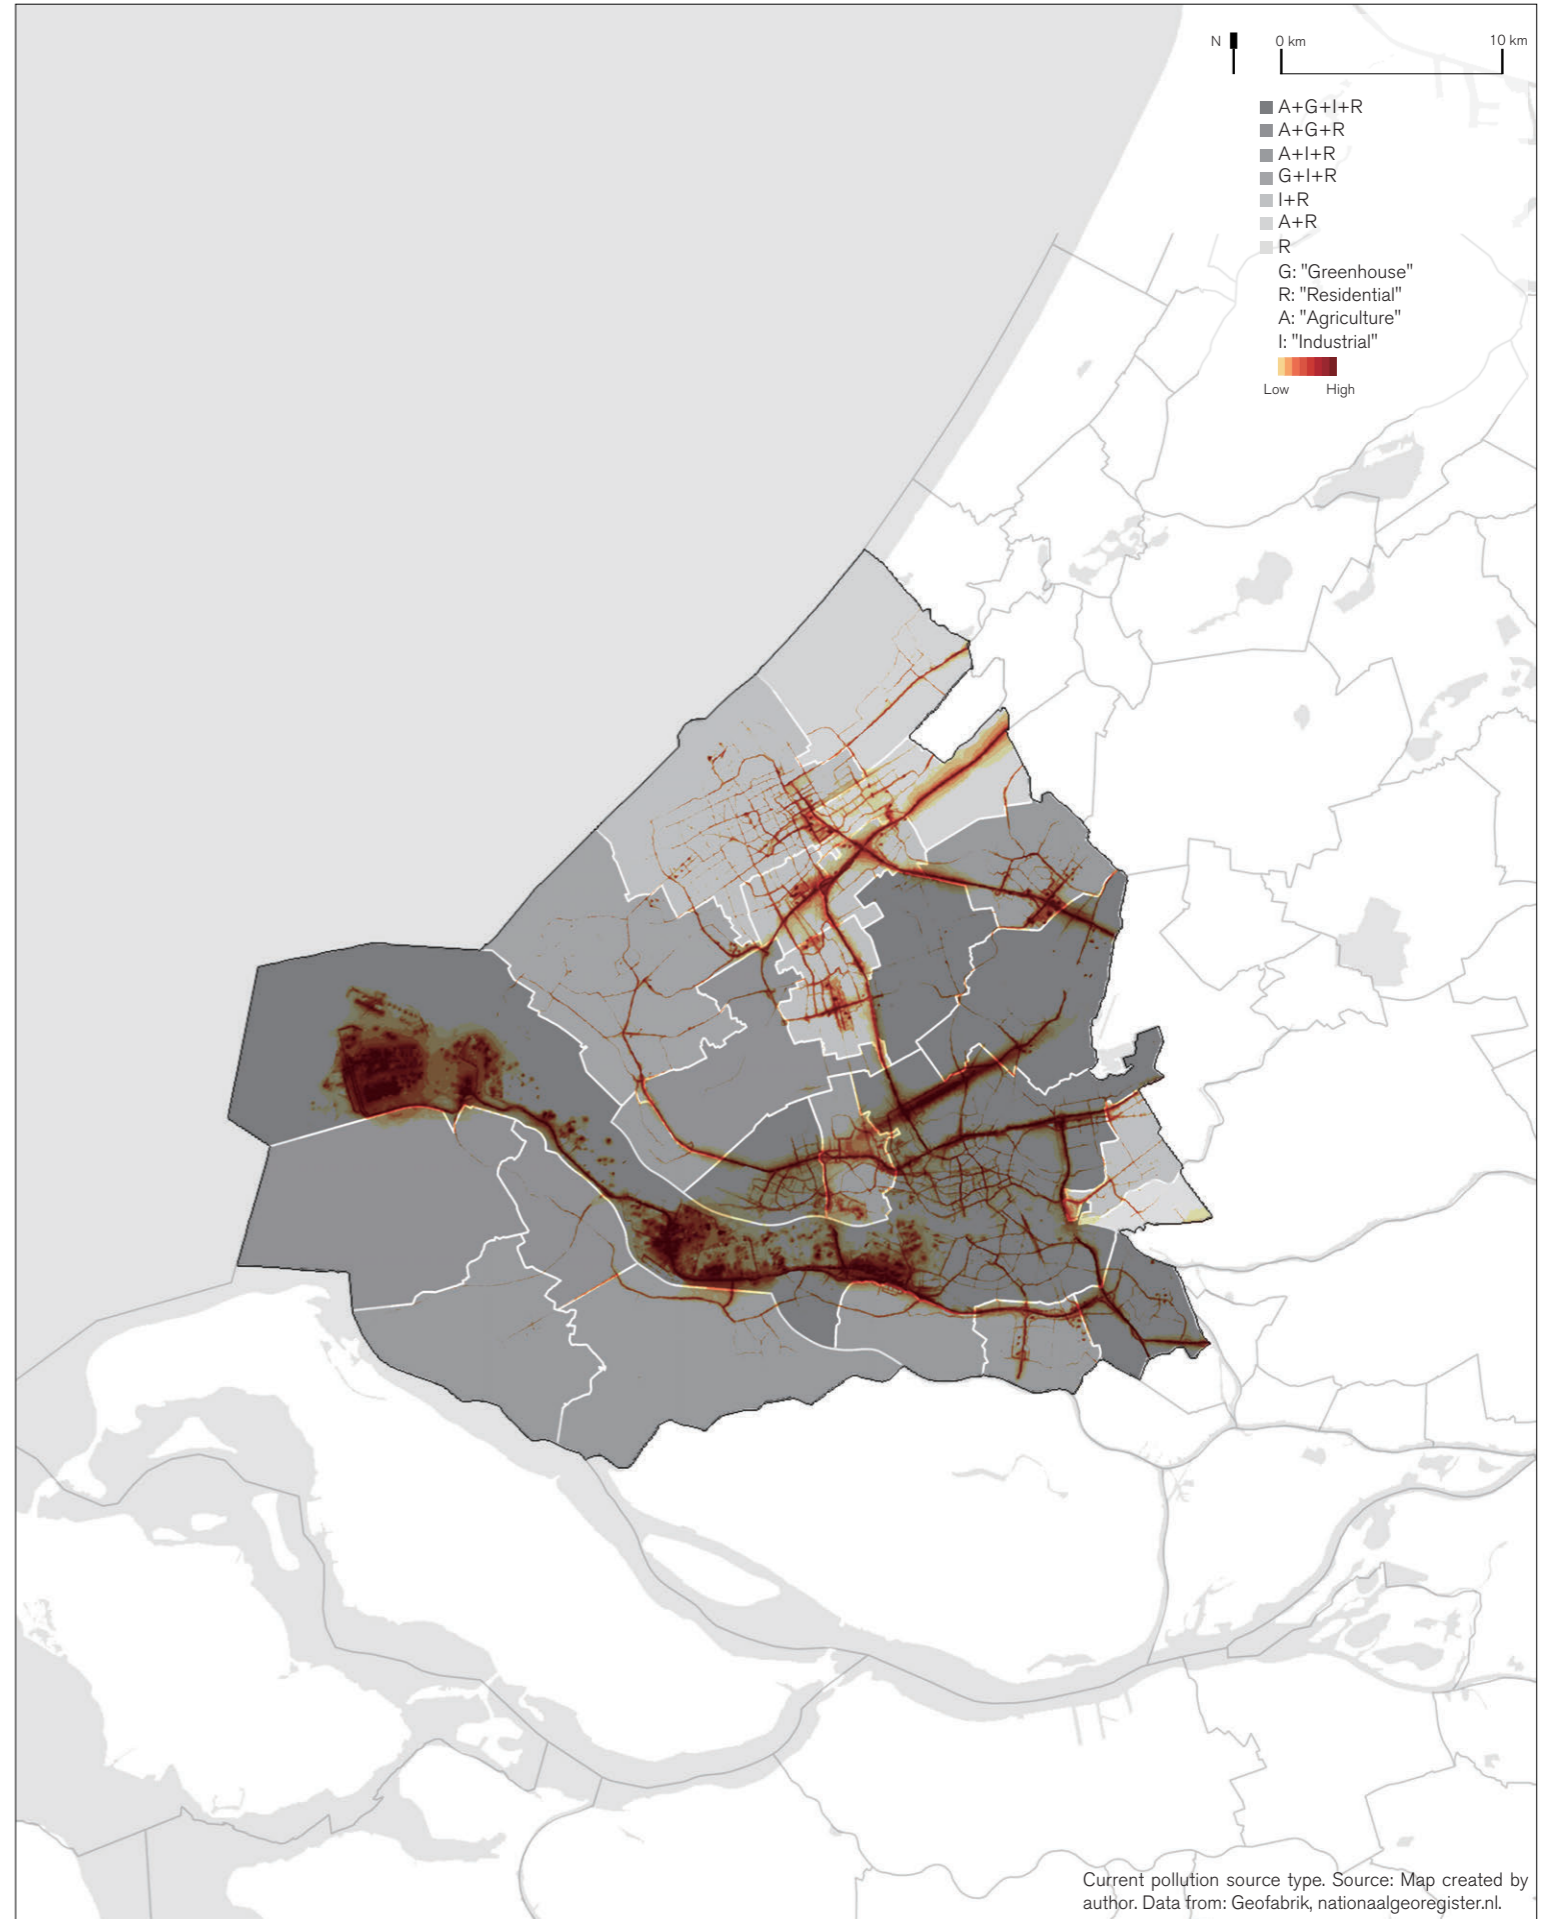 N
0 km 10 km
A+G+I+R
A+G+R
A+I+R
G+I+R
I+R
A+R
R
G: "Greenhouse"
R: "Residential"
A: "Agriculture"
I: "Industrial"
Low High
Current pollution source type. Source: Map created by
author. Data from: Geofabrik, nationaalgeoregister.nl.